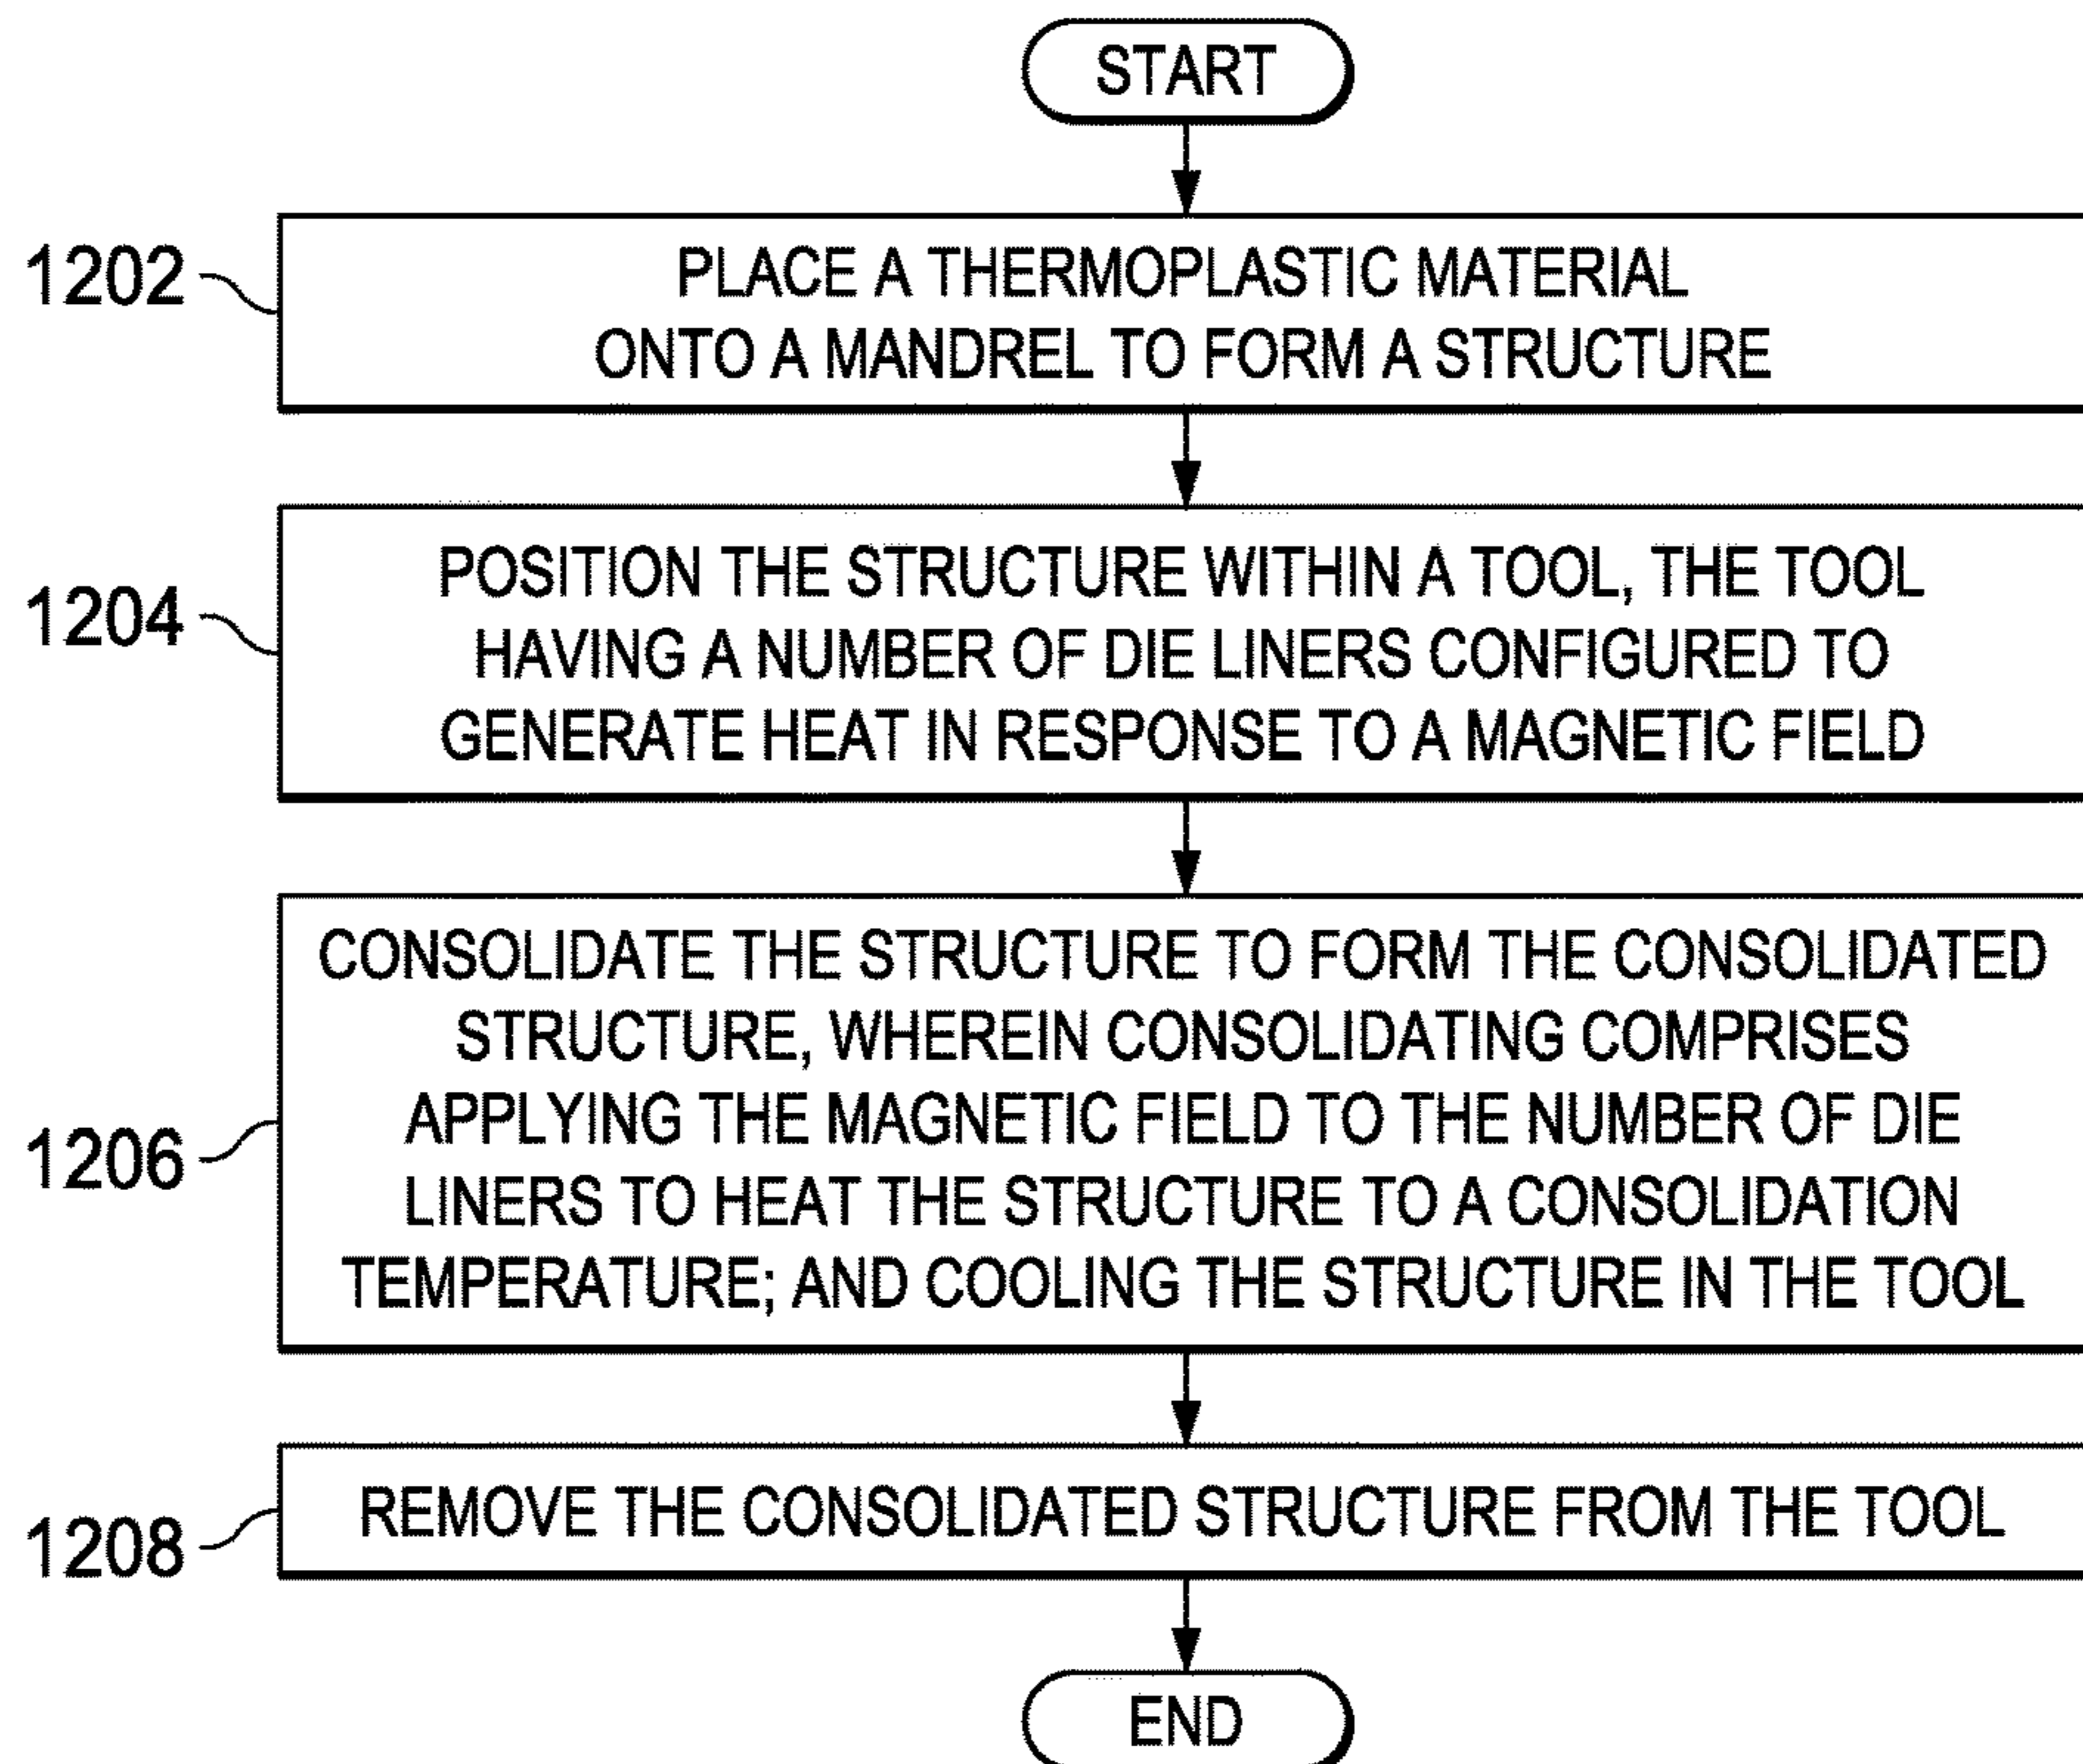 START
1202
PLACE A THERMOPLASTIC MATERIAL
ONTO A MANDREL TO FORM A STRUCTURE
1204
POSITION THE STRUCTURE WITHIN A TOOL, THE TOOL
HAVING A NUMBER OF DIE LINERS CONFIGURED TO
GENERATE HEAT IN RESPONSE TO A MAGNETIC FIELD
1206
CONSOLIDATE THE STRUCTURE TO FORM THE CONSOLIDATED
STRUCTURE, WHEREIN CONSOLIDATING COMPRISES
APPLYING THE MAGNETIC FIELD TO THE NUMBER OF DIE
LINERS TO HEAT THE STRUCTURE TO A CONSOLIDATION
TEMPERATURE; AND COOLING THE STRUCTURE IN THE TOOL
1208
REMOVE THE CONSOLIDATED STRUCTURE FROM THE TOOL
END